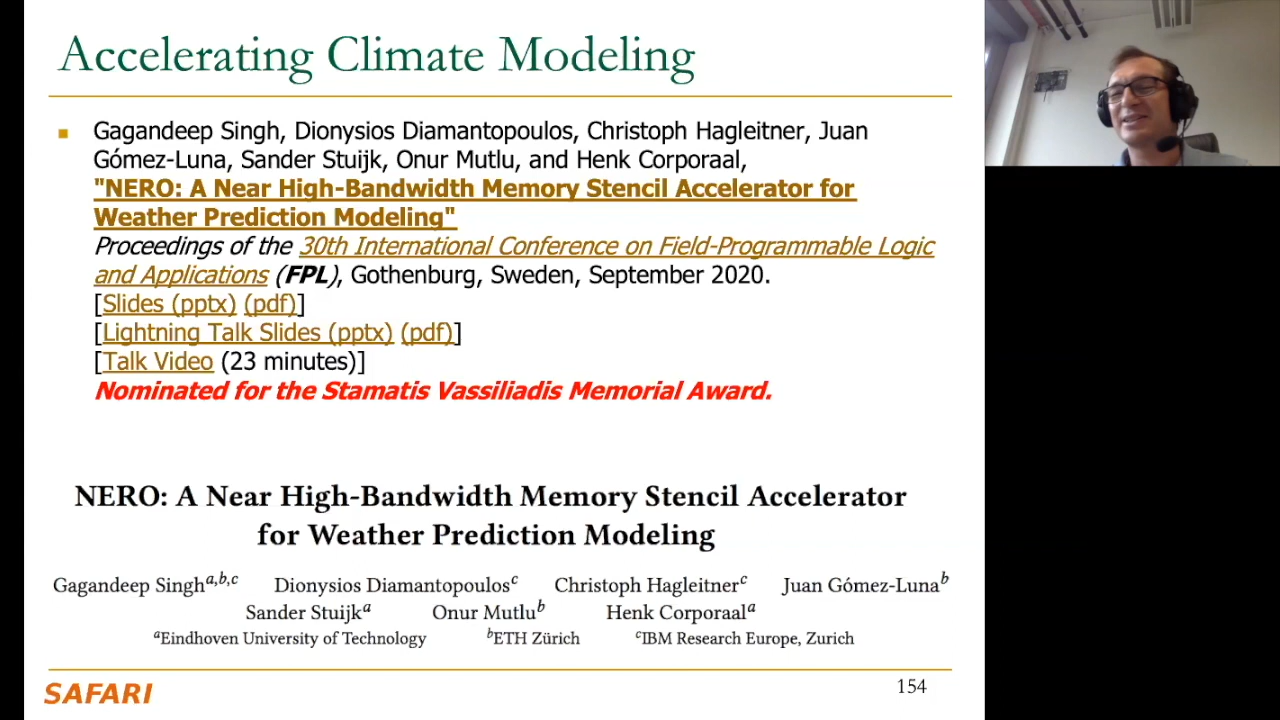 Accelerating Climate Modeling
Gagandeep Singh, Dionysios Diamantopoulos, Christoph Hagleitner, Juan
Gómez-Luna, Sander Stuijk, Onur Mutlu, and Henk Corporaal,
"NERO: A Near High-Bandwidth Memory Stencil Accelerator for
Weather Prediction Modeling"
Proceedings of the 30th International Conference on Field-Programmable Logic
and Applications (FPL), Gothenburg, Sweden, September 2020.
[Slides (pptx) (pdf)]
[Lightning Talk Slides (pptx) (pdf)]
[Talk Video (23 minutes)]
Nominated for the Stamatis Vassiliadis Memorial Award.
NERO: A Near High-Bandwidth Memory Stencil Accelerator
for Weather Prediction Modeling
Gagandeep Singh^a,b,c Dionysios Diamantopoulos^c Christoph Hagleitner^c Juan Gómez-Luna^b
Sander Stuijk^a Onur Mutlu^b Henk Corporaal^a
^aEindhoven University of Technology ^bETH Zürich ^cIBM Research Europe, Zurich
SAFARI 154